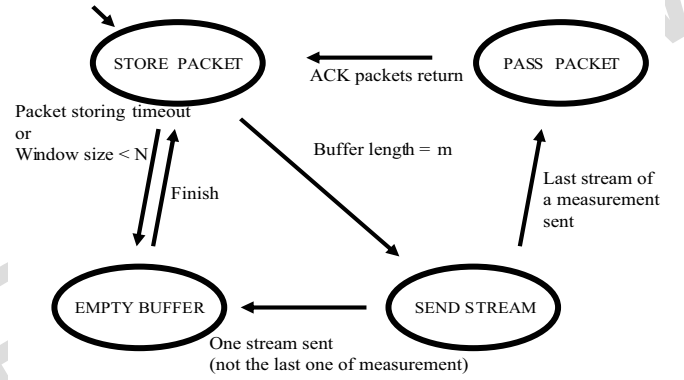 STORE PACKET
PASS PACKET
ACK packets return
Packet storing timeout
or
Window size < N
Buffer length = m
Finish
Last stream of
a measurement
sent
EMPTY BUFFER
SEND STREAM
One stream sent
(not the last one of measurement)